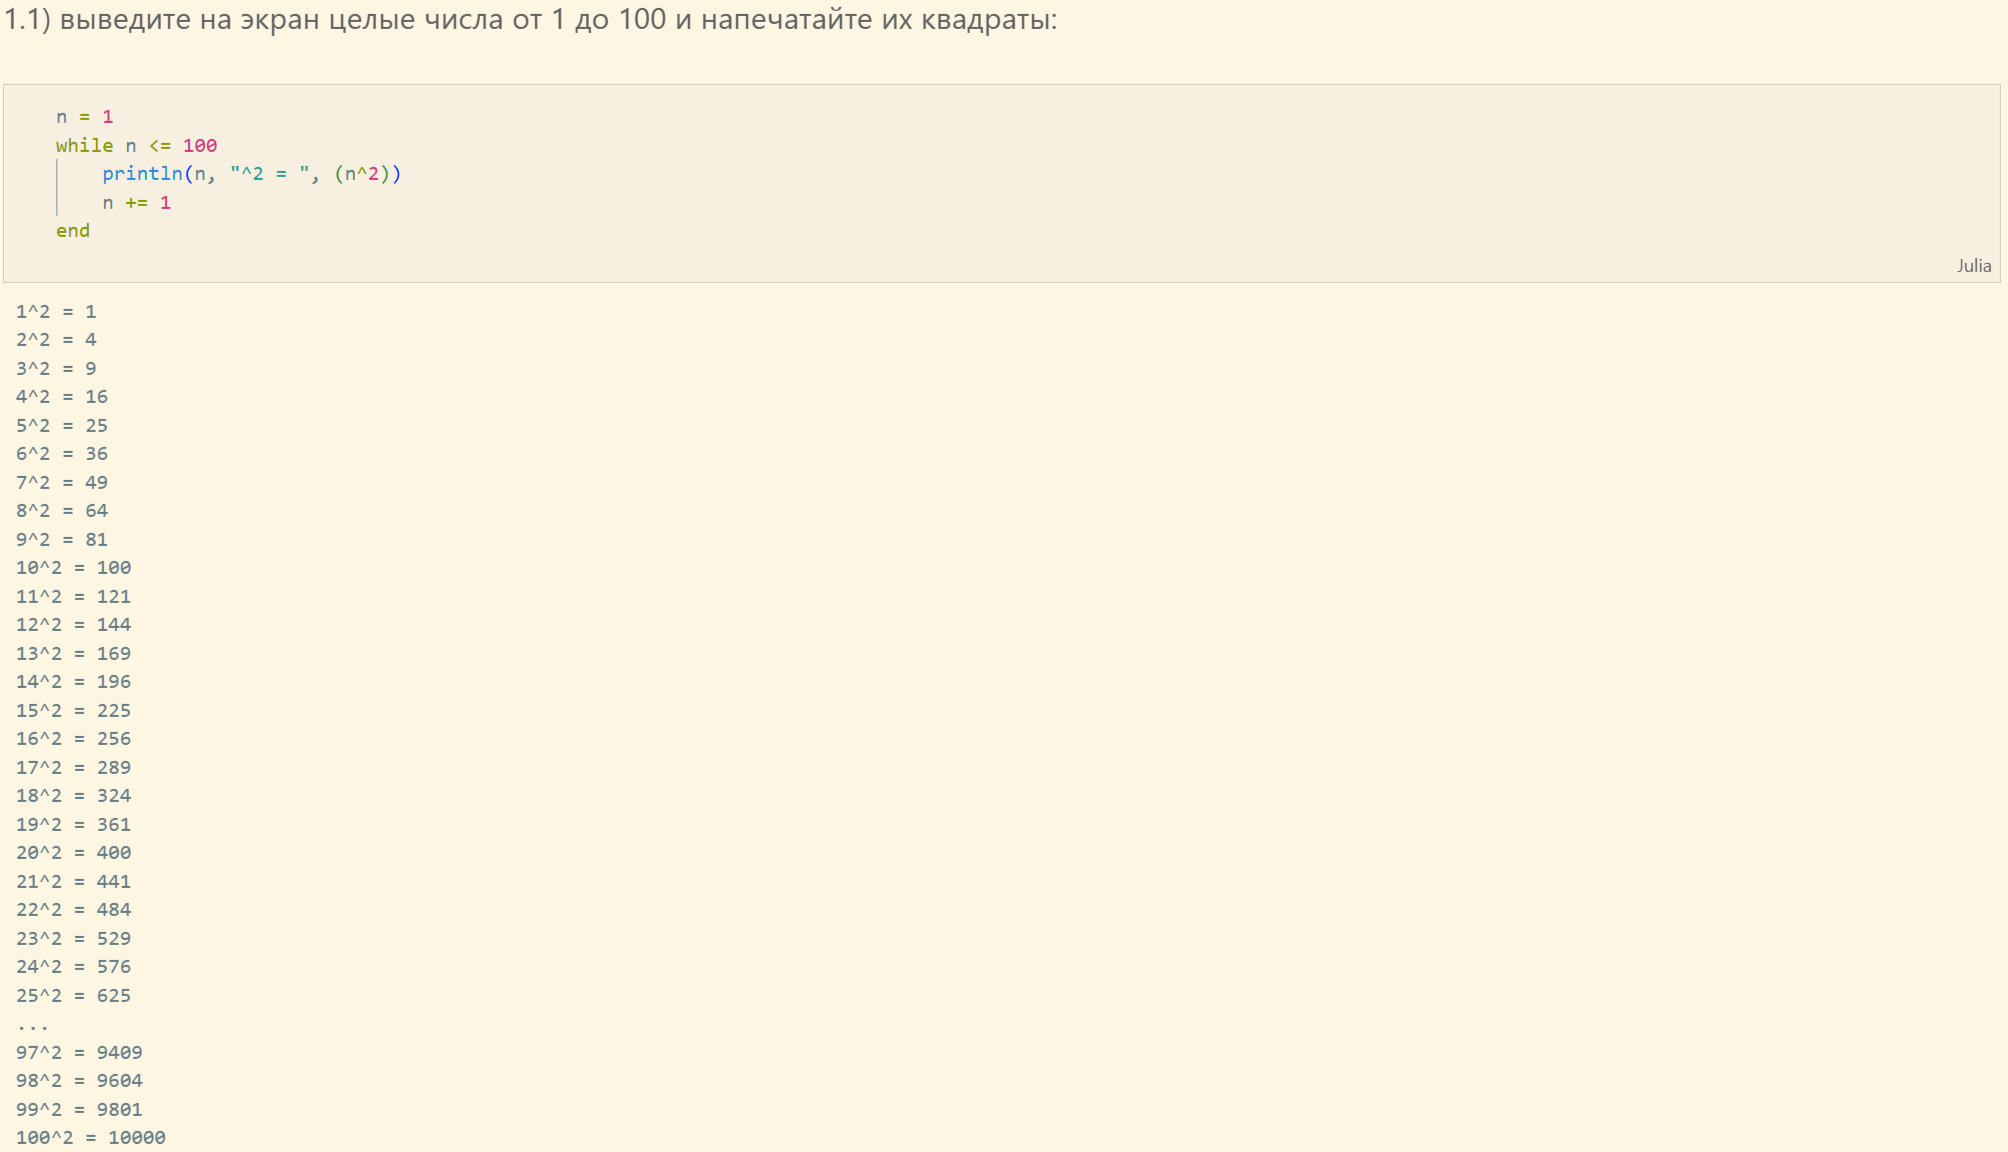 1.1) выведите на экран целые числа от 1 до 100 и напечатайте их квадраты:
n = 1
while n <= 100
println(n, "^2 = ", (n^2))
n += 1
end
Julia
1^2 = 1
2^2 = 4
3^2 = 9
4^2 = 16
5^2 = 25
6^2 = 36
7^2 = 49
8^2 = 64
9^2 = 81
10^2 = 100
11^2 = 121
12^2 = 144
13^2 = 169
14^2 = 196
15^2 = 225
16^2 = 256
17^2 = 289
18^2 = 324
19^2 = 361
20^2 = 400
21^2 = 441
22^2 = 484
23^2 = 529
24^2 = 576
25^2 = 625
...
97^2 = 9409
98^2 = 9604
99^2 = 9801
100^2 = 10000